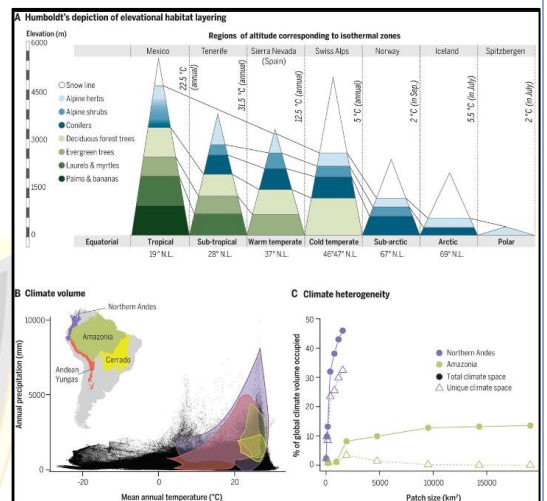 A Humboldt's depiction of elevational habitat layering
Elevation (m)
Regions of altitude corresponding to isothermal zones
6000
4500
3000
1500
0
Mexico
Tenerife
Sierra Nevada
(Spain)
Swiss Alps
Norway
Iceland
Spitzbergen
22.5 °C
(annual)
31.5 °C (annual)
12.5 °C (annual)
5 °C (annual)
2 °C (in Sep.)
5.5 °C (in July)
2 °C (in July)
Snow line
Alpine herbs
Alpine shrubs
Conifers
Deciduous forest trees
Evergreen trees
Laurels & myrtles
Palms & bananas
Equatorial
Tropical
Sub-tropical
Warm temperate
Cold temperate
Sub-arctic
Arctic
Polar
19° N.L.
28° N.L.
37° N.L.
46°47° N.L.
67° N.L.
69° N.L.
B Climate volume
Northern Andes
Amazonia
Cerrado
Andean
Yungas
Annual precipitation (mm)
10000
5000
0
-20
0
20
Mean annual temperature (°C)
C Climate heterogeneity
% of global climate volume occupied
50
40
30
20
10
0
Northern Andes
Amazonia
Total climate space
Unique climate space
0
5000
10000
15000
Patch size (km²)